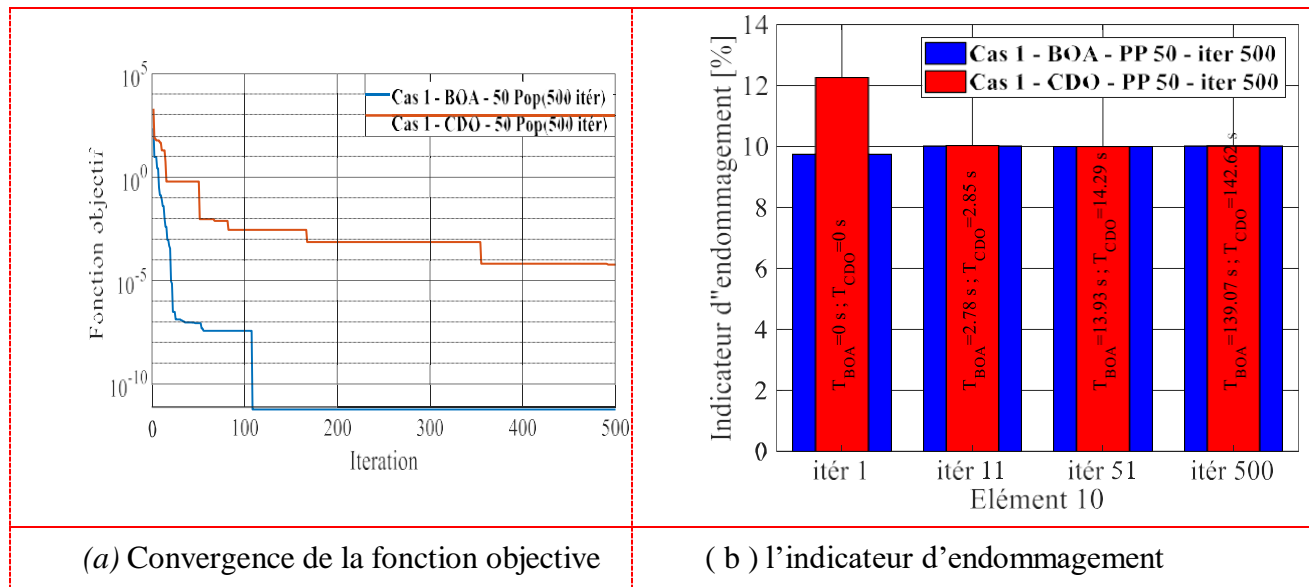 10^5
10^0
10^-5
10^-10
Fonction objectif
0 100 200 300 400 500
Iteration
Cas 1 - BOA - 50 Pop(500 itér)
Cas 1 - CDO - 50 Pop(500 itér)
14
12
10
8
6
4
2
0
Indicateur d"endommagement [%]
Cas 1 - BOA - PP 50 - iter 500
Cas 1 - CDO - PP 50 - iter 500
T_BOA=0 s ; T_CDO=0 s
T_BOA=2.78 s ; T_CDO=2.85 s
T_BOA=13.93 s ; T_CDO=14.29 s
T_BOA=139.07 s ; T_CDO=142.62 s
itér 1 itér 11 itér 51 itér 500
Elément 10
(a) Convergence de la fonction objective
( b ) l’indicateur d’endommagement